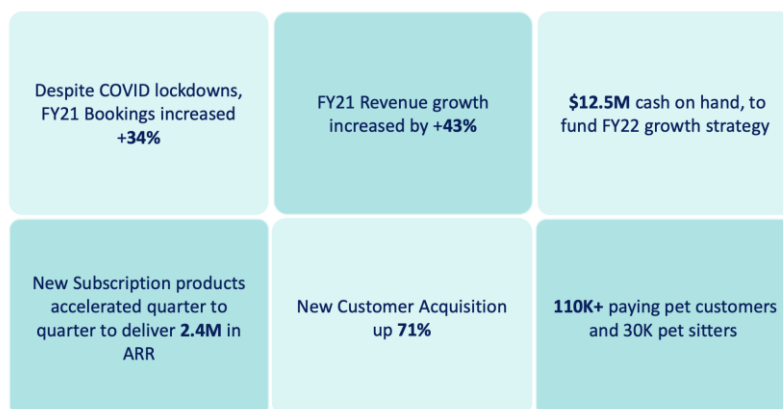 Despite COVID lockdowns,
FY21 Bookings increased
+34%
FY21 Revenue growth
increased by +43%
$12.5M cash on hand, to
fund FY22 growth strategy
New Subscription products
accelerated quarter to
quarter to deliver 2.4M in
ARR
New Customer Acquisition
up 71%
110K+ paying pet customers
and 30K pet sitters